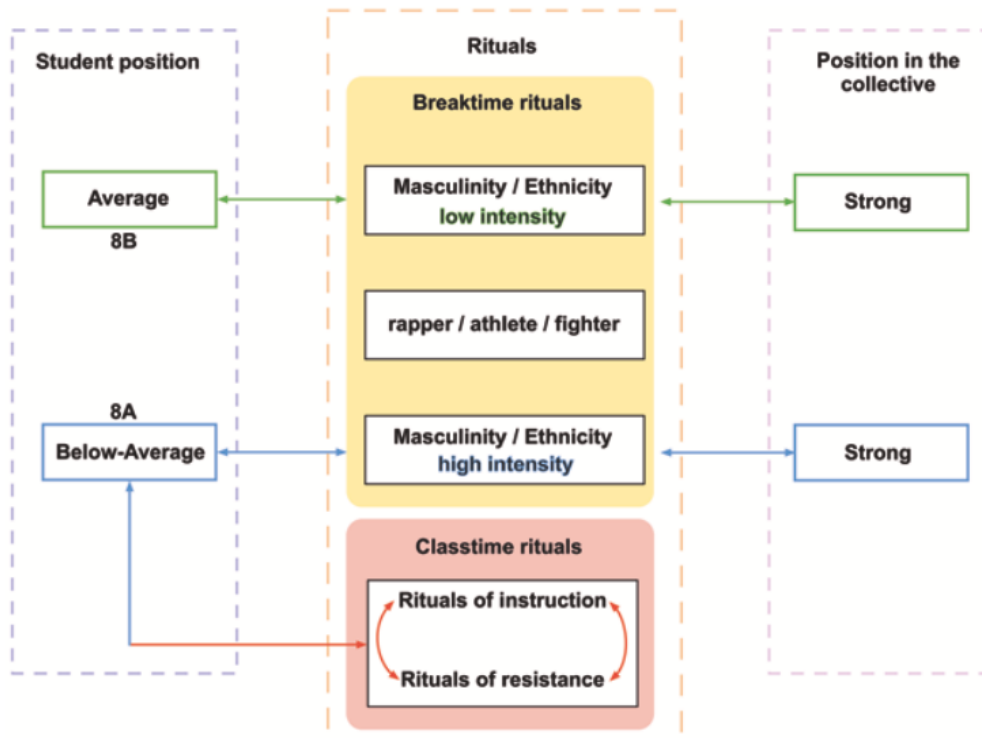 Student position
Rituals
Position in the
collective
Breaktime rituals
Average
8B
Masculinity / Ethnicity
low intensity
Strong
rapper / athlete / fighter
8A
Below-Average
Masculinity / Ethnicity
high intensity
Strong
Classtime rituals
Rituals of instruction
Rituals of resistance